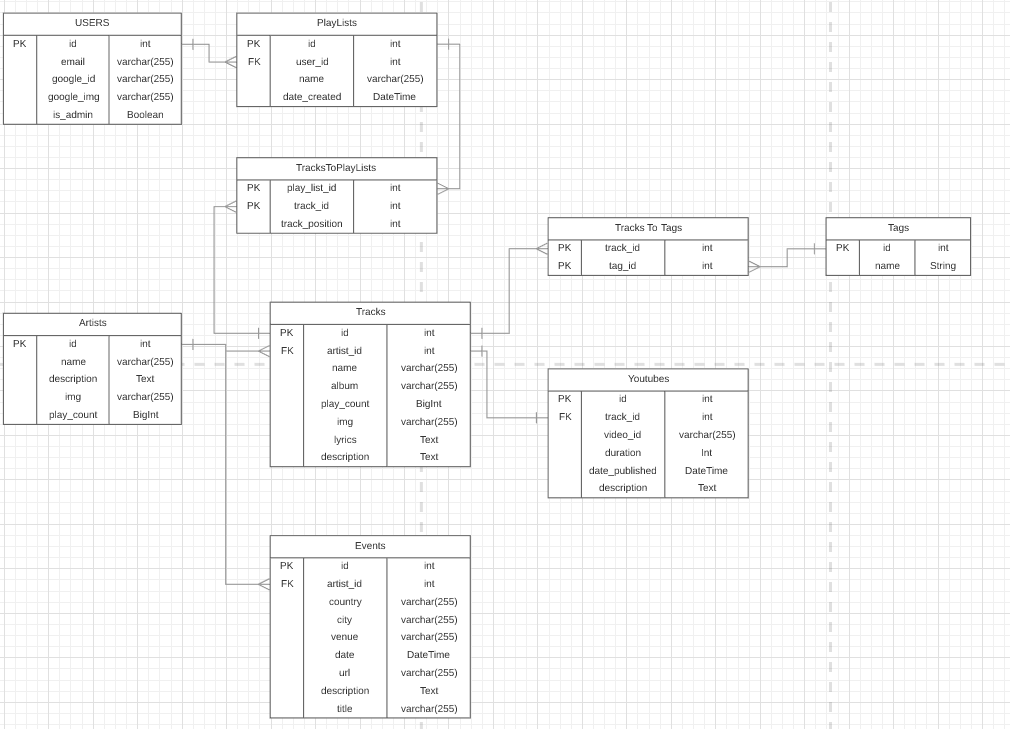 USERS
PK id int
email varchar(255)
google_id varchar(255)
google_img varchar(255)
is_admin Boolean
PlayLists
PK id int
FK user_id int
name varchar(255)
date_created DateTime
TracksToPlayLists
PK play_list_id int
PK track_id int
track_position int
Tracks To Tags
PK track_id int
PK tag_id int
Tags
PK id int
name String
Artists
PK id int
name varchar(255)
description Text
img varchar(255)
play_count BigInt
Tracks
PK id int
FK artist_id int
name varchar(255)
album varchar(255)
play_count BigInt
img varchar(255)
lyrics Text
description Text
Youtubes
PK id int
FK track_id int
video_id varchar(255)
duration Int
date_published DateTime
description Text
Events
PK id int
FK artist_id int
country varchar(255)
city varchar(255)
venue varchar(255)
date DateTime
url varchar(255)
description Text
title varchar(255)